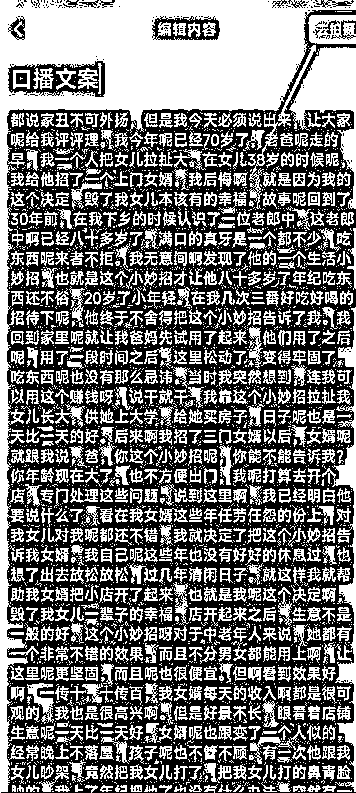 编辑内容
口播文案
都说家丑不可外扬，但是我今天必须说出来，让大家
呢给我评评理，我今年呢已经70岁了，老爸呢走的
早，我一个人把女儿拉扯大，在女儿38岁的时候呢，
我给他招了一个上门女婿，我后悔啊，就是因为我的
这个决定，毁了我女儿本该有的幸福，故事呢回到了
30年前，在我下乡的时候认识了一位老郎中，这老郎
中啊已经八十多岁了，满口的真牙是一个都不少，吃
东西呢来者不拒，我无意间啊发现了他的一个生活小
妙招，也就是这个小妙招才让他八十多岁了年纪吃东
西还不俗，20岁了小年轻，在我几次三番好吃好喝的
招待下呢，他终于不舍得把这个小妙招告诉了我，我
回到家里呢就让我爸妈先试用了起来，他们用了之后
呢，用了一段时间之后，这里松动了，变得牢固了，
吃东西呢也没有那么忌讳，当时我突然想到，连我可
以用这个赚钱呀，说干就干，我靠这个小妙招拉扯我
女儿长大，供她上大学，给她买房子，日子呢也是一
天比一天的好，后来啊我招了三门女婿以后，女婿呢
就跟我说，爸，你这个小妙招呢，你能不能告诉我？
你年龄现在大了，也不方便出门，我呢打算去开个
店，专门处理这些问题，说到这里啊，我已经明白他
要说什么了，看在我女婿这些年任劳任怨的份上，对
我女儿对我呢都还不错，我就决定了把这个小妙招告
诉我女婿，我自己呢这些年也没有好好的休息过，也
想了出去放松放松，过几年清闲日子，就这样我就帮
助我女婿把小店开了起来，也就是我呢这个决定啊，
毁了我女儿一辈子的幸福，店开起来之后，生意不是
一般的好，这个小妙招呀对于中老年人来说，她都有
一个非常不错的效果，而且不分男女都能用上啊，让
这里呢更坚固，而且呢也很便宜，但啊看到效果好
啊，一传十，十传百，我女婿每天的收入啊都是很可
观的，我也是很高兴啊，但是好景不长，眼看着店铺
生意呢一天比一天好，女婿呢也跟变了一个人似的，
经常晚上不落屋，孩子呢也不管不顾，有一次他跟我
女儿吵架，竟然把我女儿打了，把我女儿打的鼻青脸